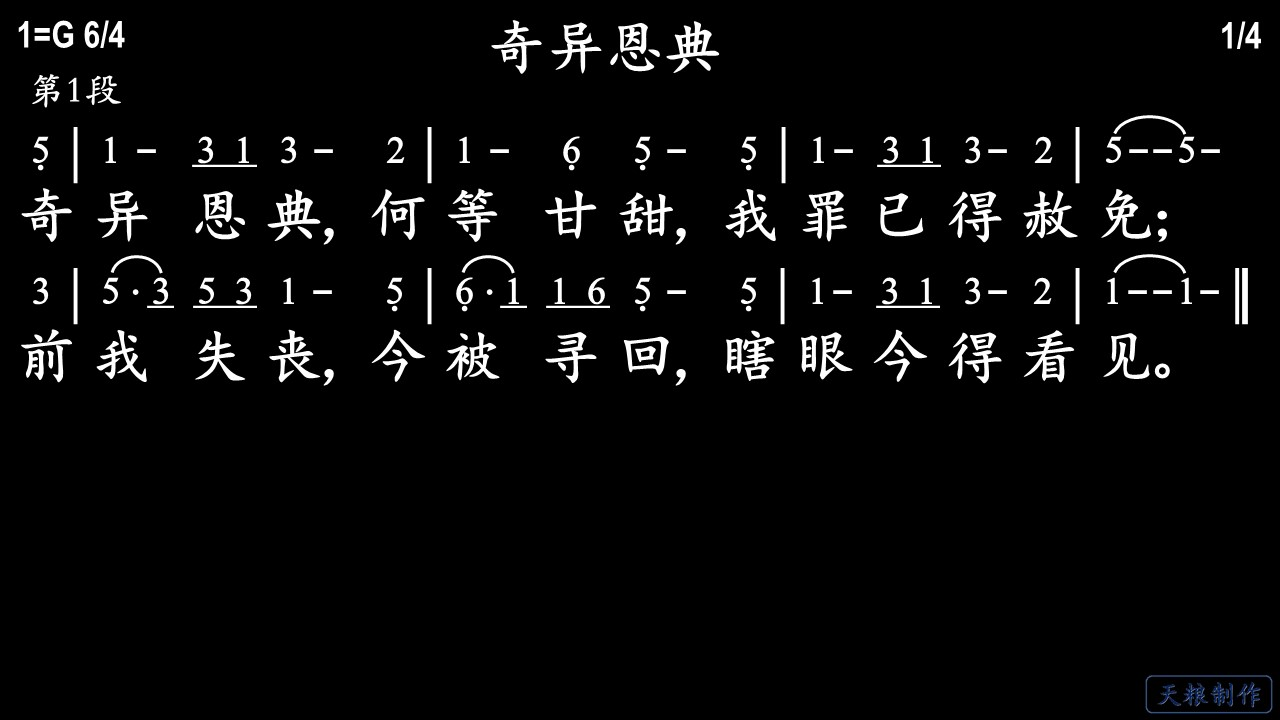 1=G 6/4 奇异恩典 1/4
第1段
5̣ | 1 - 3 1 3 - 2 | 1 - 6̣ 5̣ - 5̣ | 1 - 3 1 3 - 2 | 5 - - 5 -
奇异恩典,何等甘甜,我罪已得赦免;
3 | 5 · 3 5 3 1 - 5̣ | 6̣ · 1 1 6 5̣ - 5̣ | 1 - 3 1 3 - 2 | 1 - - 1 - ‖
前我失丧,今被寻回,瞎眼今得看见。
天粮制作